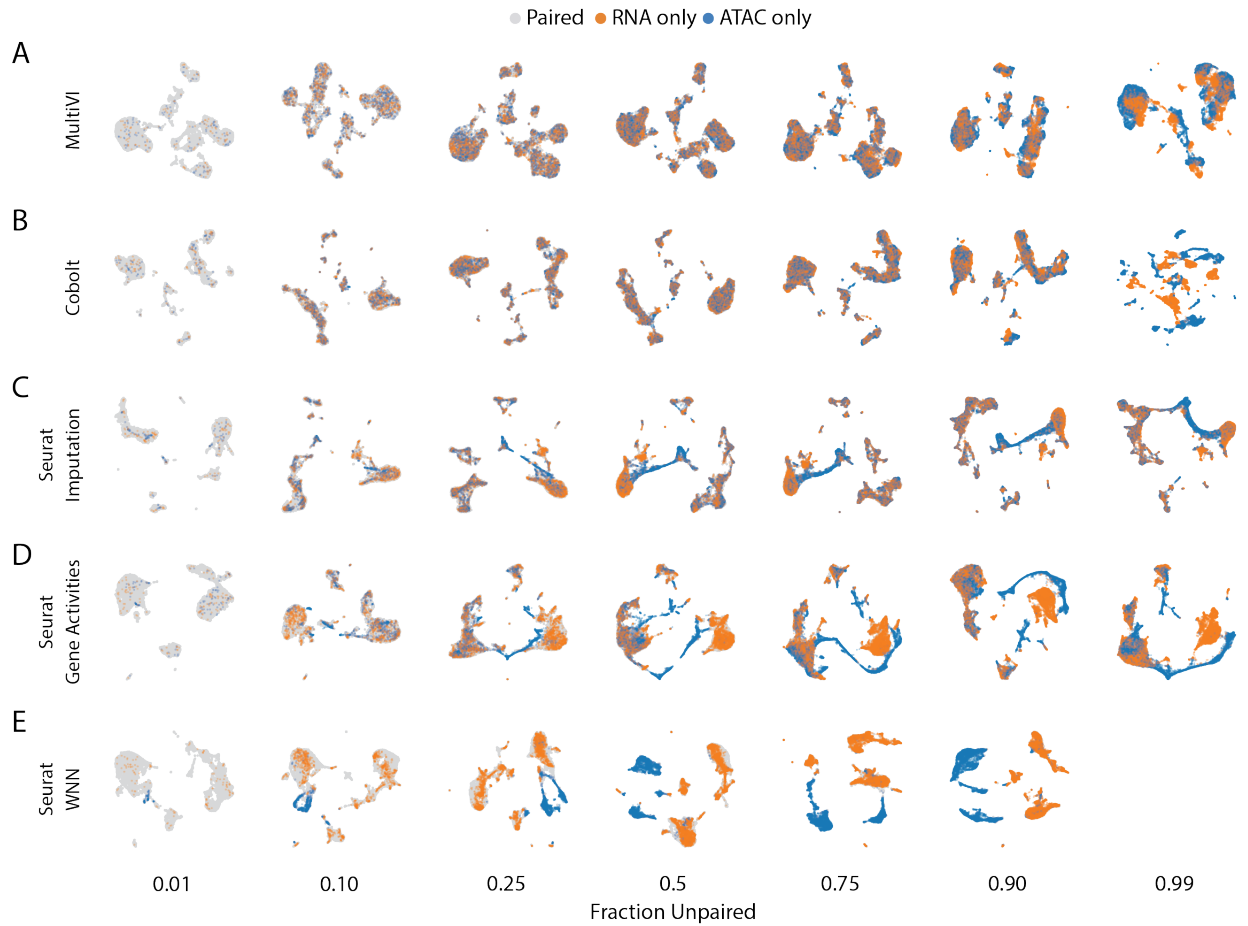 Paired RNA only ATAC only
A
MultiVI
B
Cobolt
C
Seurat
Imputation
D
Seurat
Gene Activities
E
Seurat
WNN
0.01 0.10 0.25 0.5 0.75 0.90 0.99
Fraction Unpaired